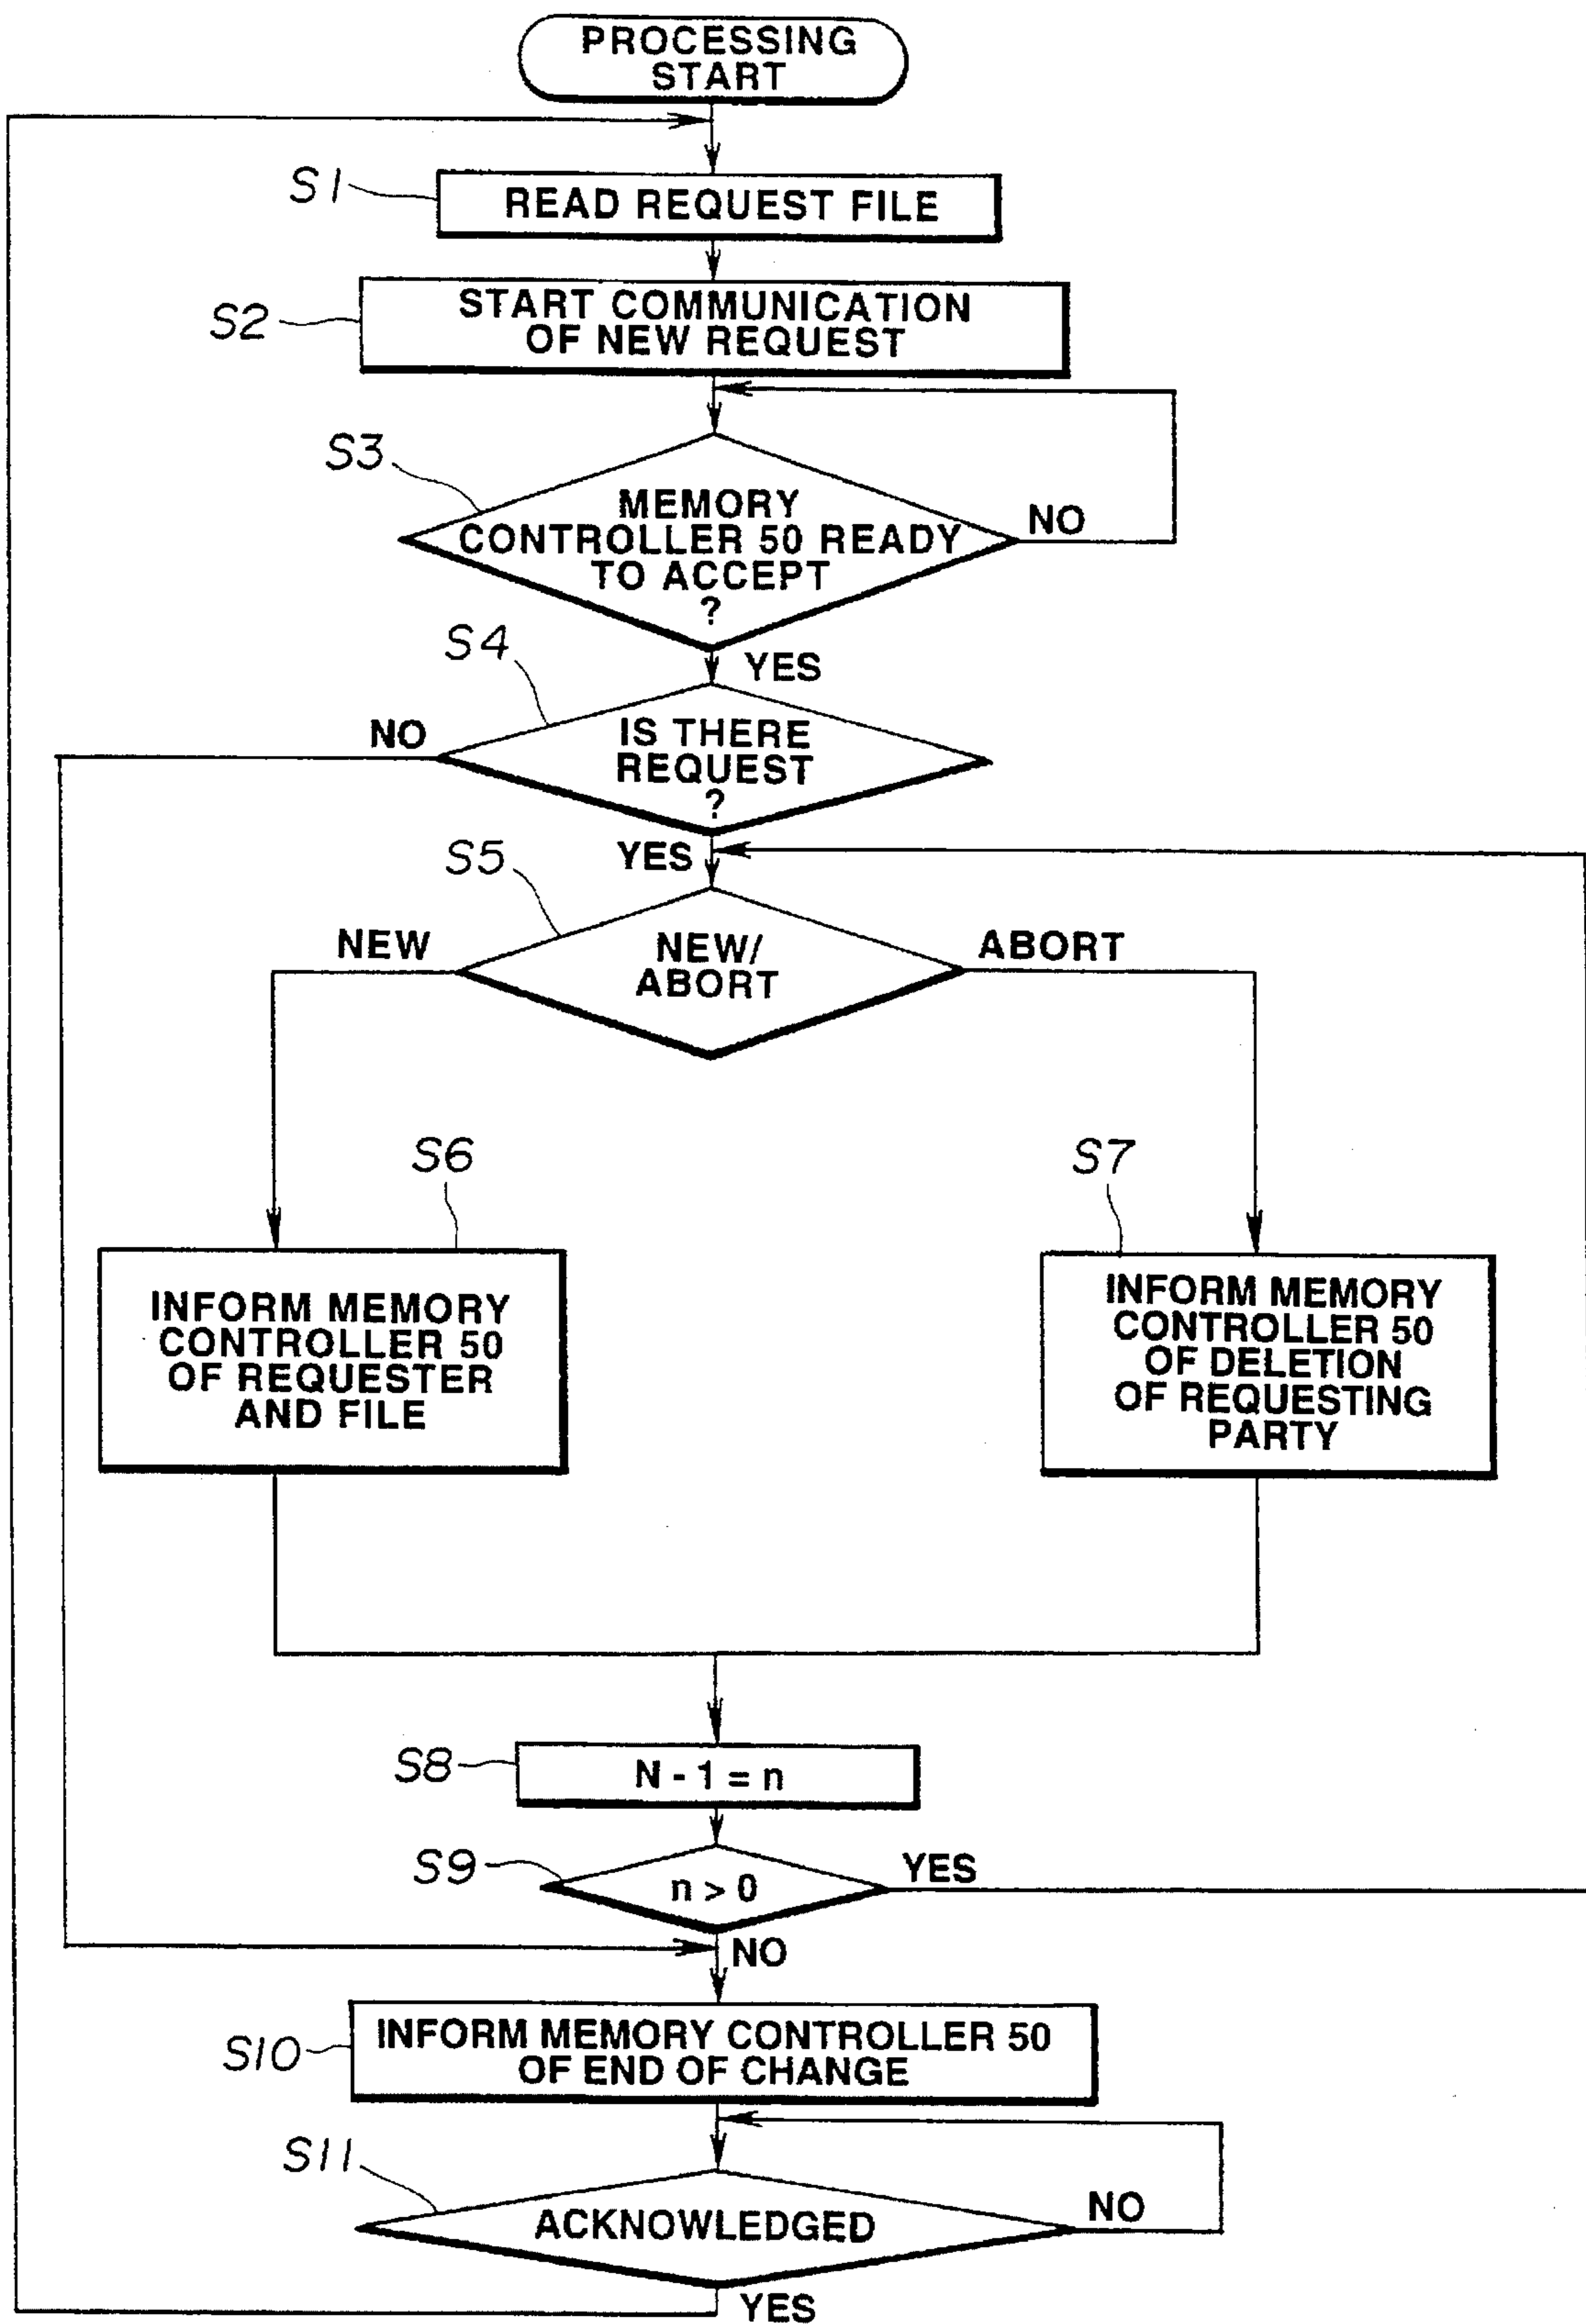 PROCESSING
START
S1
READ REQUEST FILE
S2
START COMMUNICATION
OF NEW REQUEST
S3
MEMORY
CONTROLLER 50 READY
TO ACCEPT
?
NO
YES
S4
IS THERE
REQUEST
?
NO
YES
S5
NEW/
ABORT
NEW
ABORT
S6
INFORM MEMORY
CONTROLLER 50
OF REQUESTER
AND FILE
S7
INFORM MEMORY
CONTROLLER 50
OF DELETION
OF REQUESTING
PARTY
S8
N - 1 = n
S9
n > 0
YES
NO
S10
INFORM MEMORY CONTROLLER 50
OF END OF CHANGE
S11
ACKNOWLEDGED
NO
YES